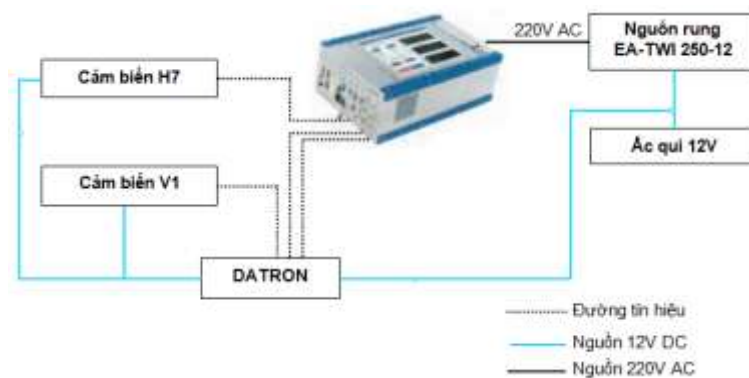 220V AC
Nguồn rung
EA-TWI 250-12
Cảm biến H7
Ắc qui 12V
Cảm biến V1
DATRON
Đường tín hiệu
Nguồn 12V DC
Nguồn 220V AC